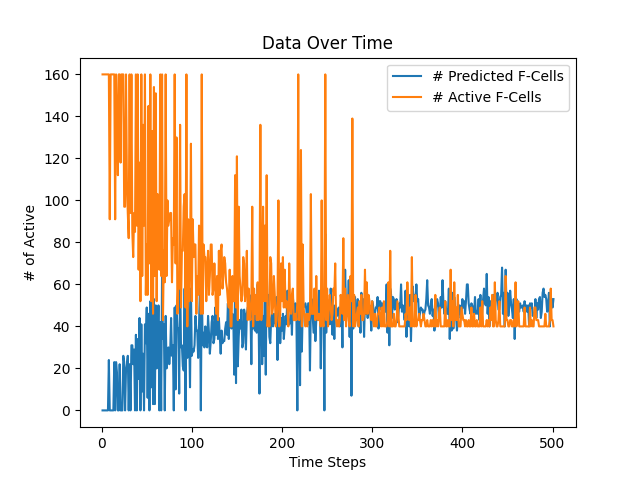 Data Over Time
# Predicted F-Cells
# Active F-Cells
# of Active
160
140
120
100
80
60
40
20
0
0 100 200 300 400 500
Time Steps